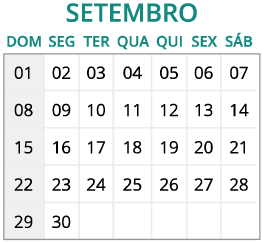 SETEMBRO
DOM SEG TER QUA QUI SEX SÁB
01 02 03 04 05 06 07
08 09 10 11 12 13 14
15 16 17 18 19 20 21
22 23 24 25 26 27 28
29 30